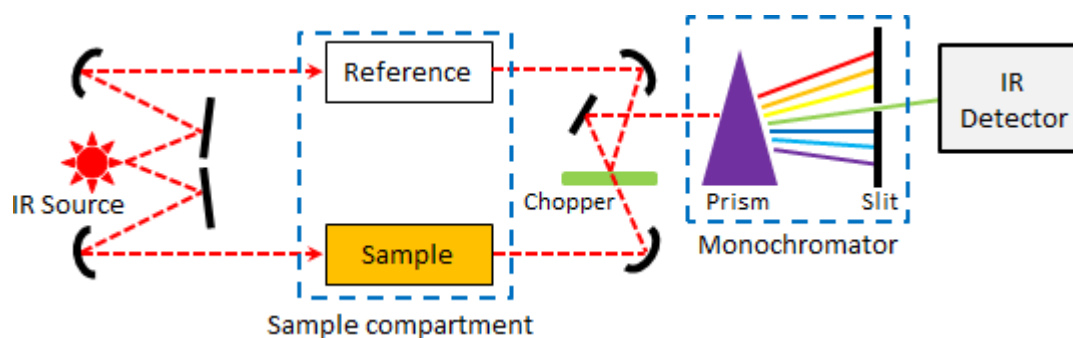 Reference
IR
Detector
IR Source
Chopper
Prism
Slit
Monochromator
Sample
Sample compartment